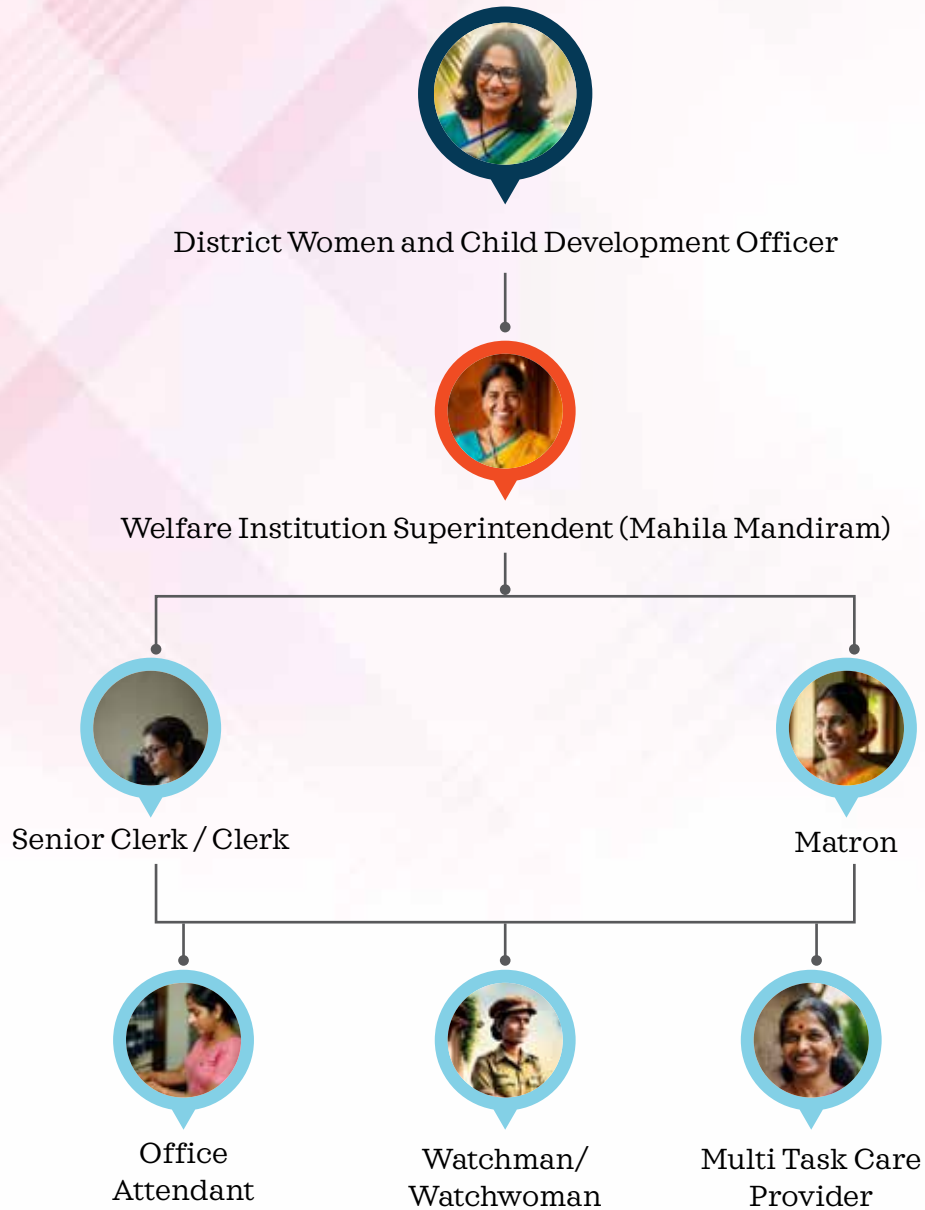 District Women and Child Development Officer
Welfare Institution Superintendent (Mahila Mandiram)
Senior Clerk / Clerk
Matron
Office
Attendant
Watchman/
Watchwoman
Multi Task Care
Provider